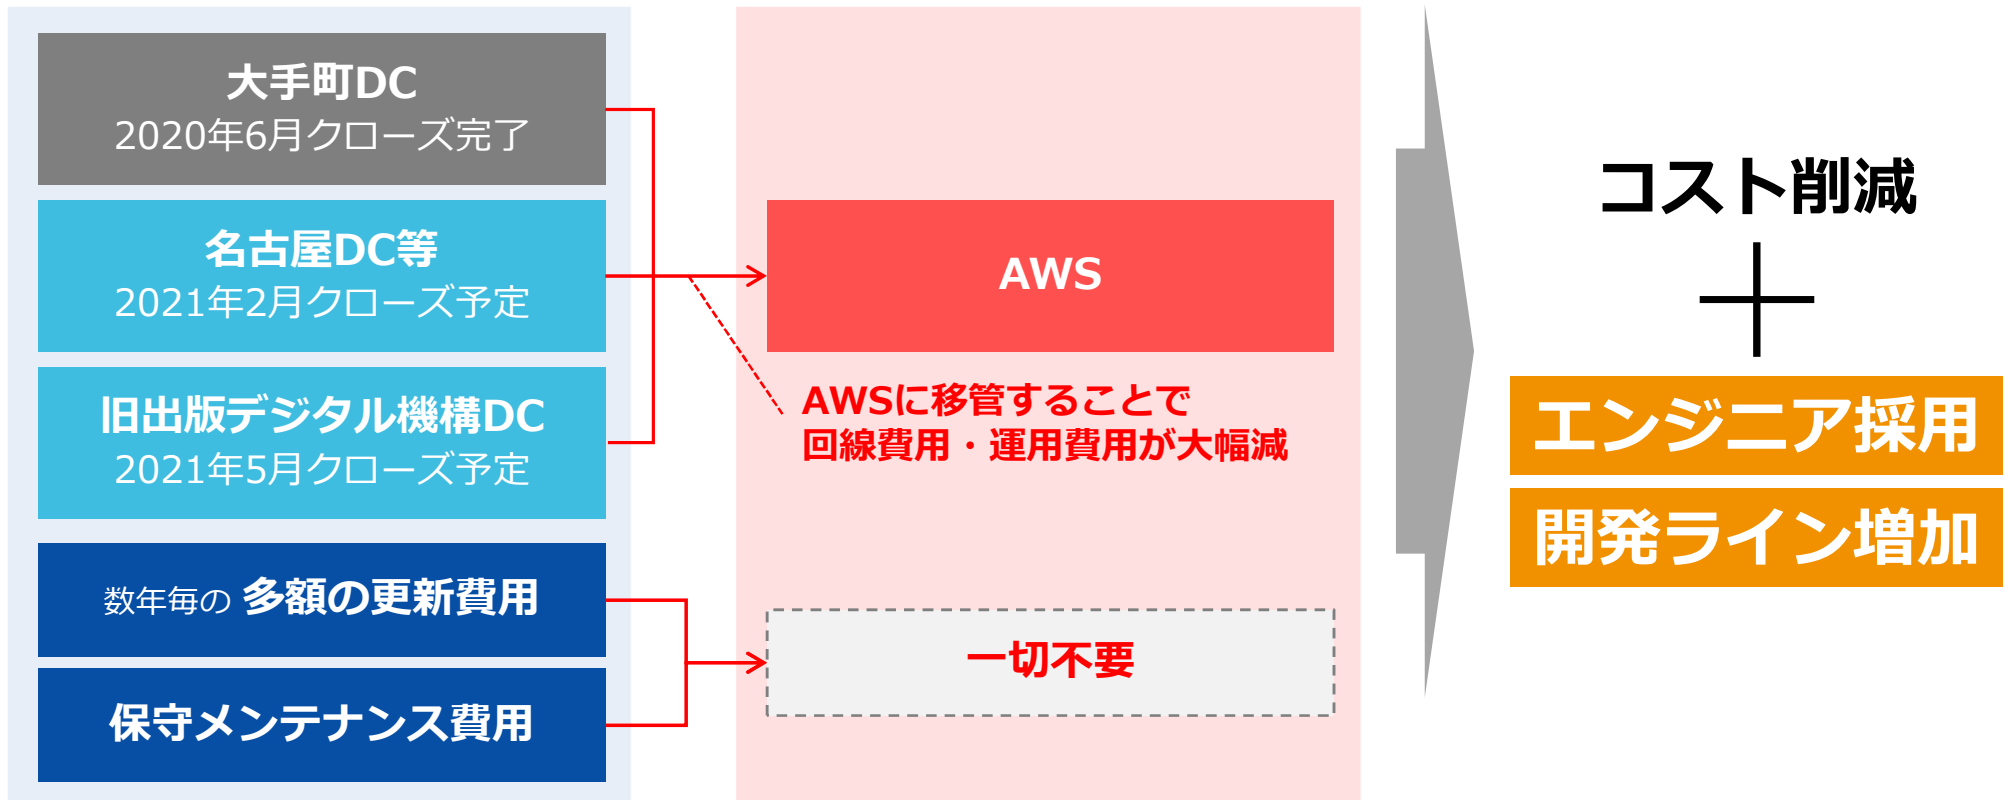 大手町DC
2020年6月クローズ完了
名古屋DC等
2021年2月クローズ予定
旧出版デジタル機構DC
2021年5月クローズ予定
数年毎の 多額の更新費用
保守メンテナンス費用
AWS
AWSに移管することで
回線費用・運用費用が大幅減
一切不要
コスト削減
エンジニア採用
開発ライン増加